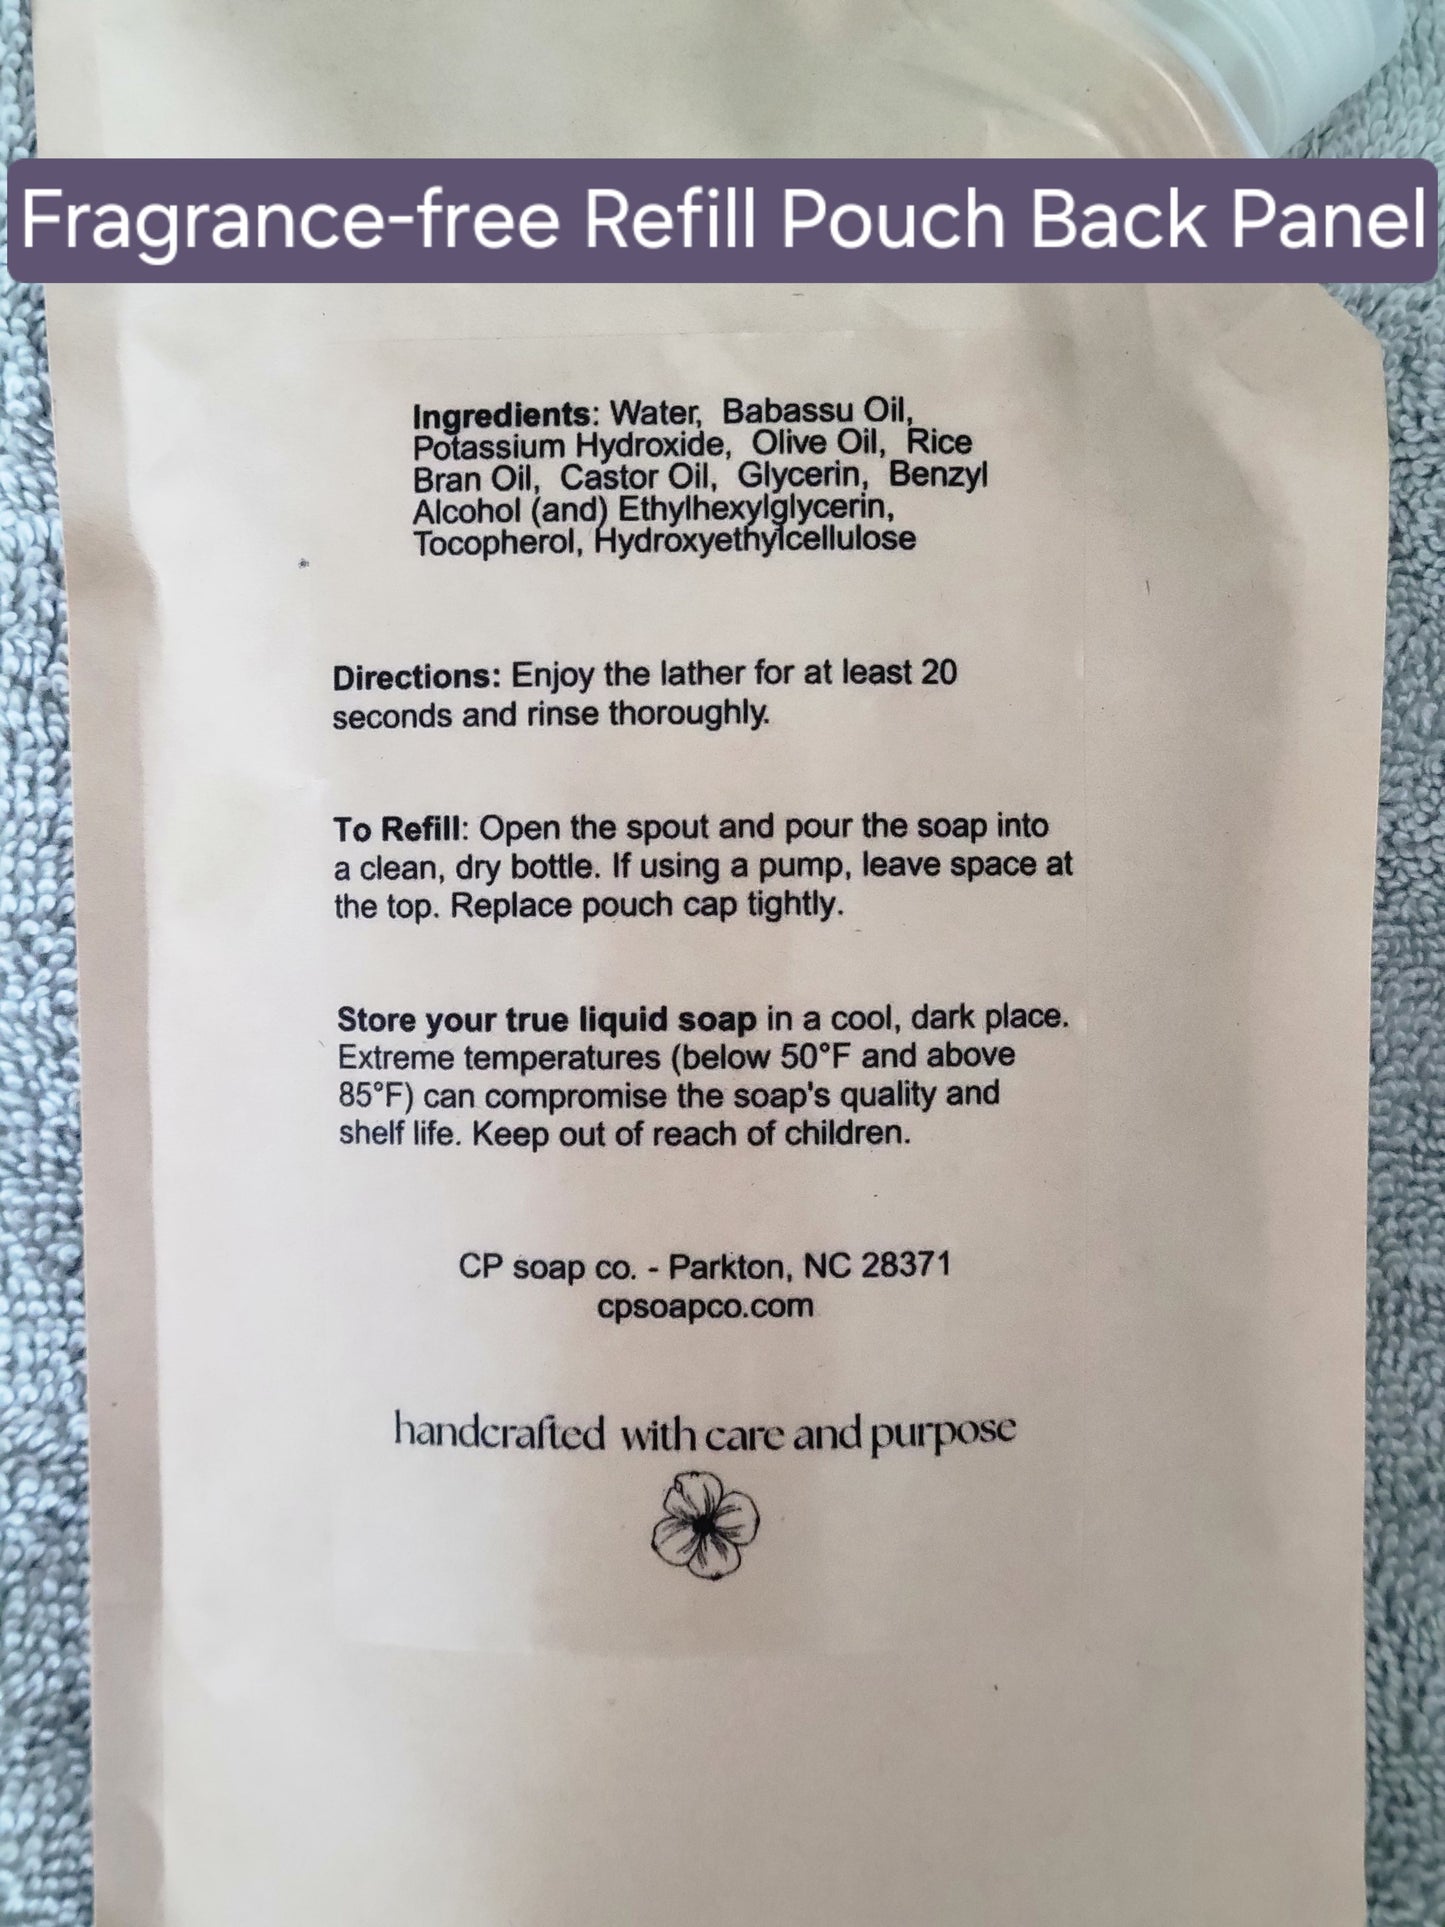 Fragrance-free Refill Pouch Back Panel
Ingredients: Water, Babassu Oil,
Potassium Hydroxide, Olive Oil, Rice
Bran Oil, Castor Oil, Glycerin, Benzyl
Alcohol (and) Ethylhexylglycerin,
Tocopherol, Hydroxyethylcellulose
Directions: Enjoy the lather for at least 20
seconds and rinse thoroughly.
To Refill: Open the spout and pour the soap into
a clean, dry bottle. If using a pump, leave space at
the top. Replace pouch cap tightly.
Store your true liquid soap in a cool, dark place.
Extreme temperatures (below 50°F and above
85°F) can compromise the soap's quality and
shelf life. Keep out of reach of children.
CP soap co. - Parkton, NC 28371
cpsoapco.com
handcrafted with care and purpose